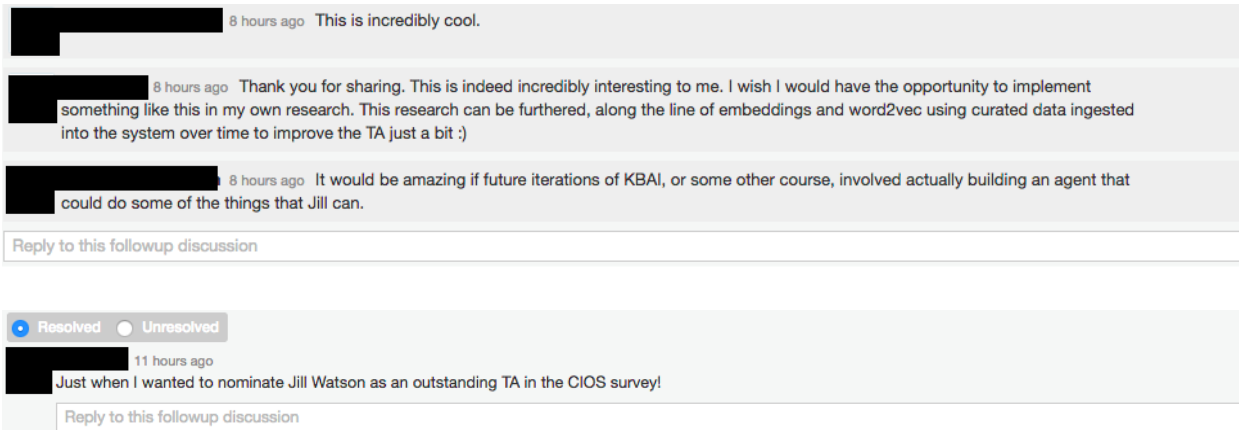 8 hours ago This is incredibly cool.
8 hours ago Thank you for sharing. This is indeed incredibly interesting to me. I wish I would have the opportunity to implement
something like this in my own research. This research can be furthered, along the line of embeddings and word2vec using curated data ingested
into the system over time to improve the TA just a bit :)
8 hours ago It would be amazing if future iterations of KBAI, or some other course, involved actually building an agent that
could do some of the things that Jill can.
Reply to this followup discussion
Resolved Unresolved
11 hours ago
Just when I wanted to nominate Jill Watson as an outstanding TA in the CIOS survey!
Reply to this followup discussion